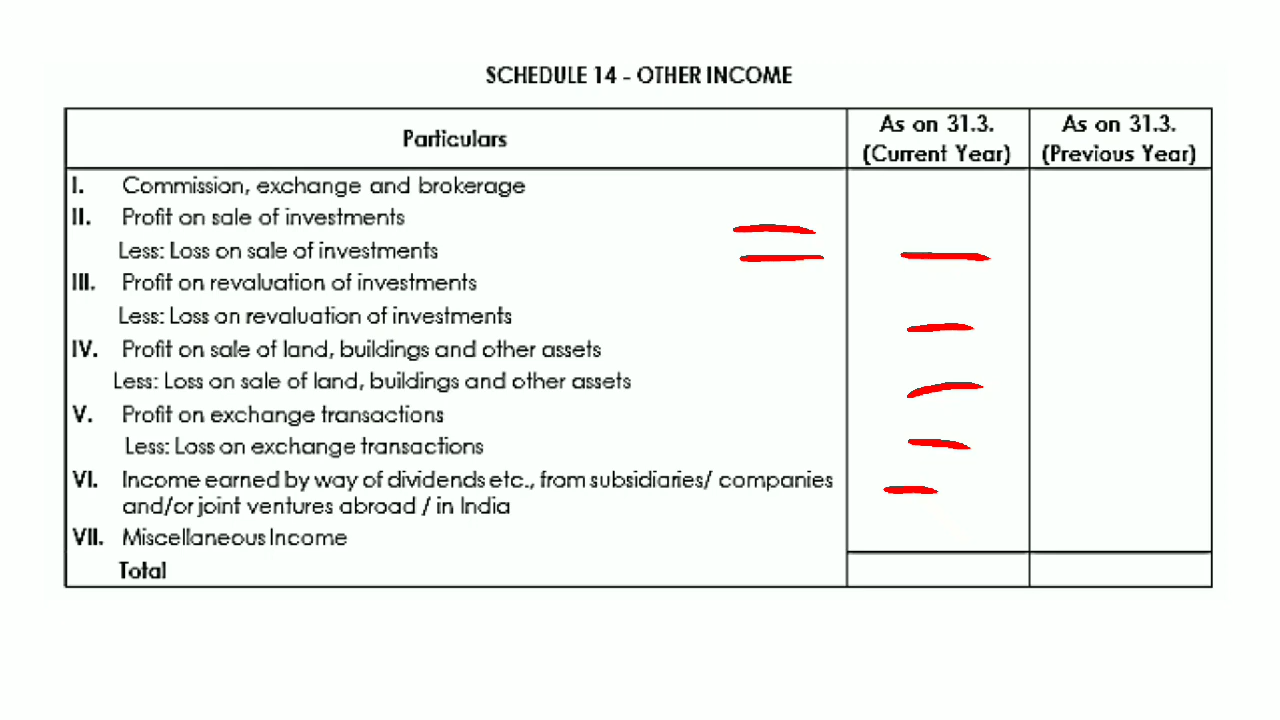 SCHEDULE 14 - OTHER INCOME
Particulars
As on 31.3.
(Current Year)
As on 31.3.
(Previous Year)
I. Commission, exchange and brokerage
II. Profit on sale of investments
Less: Loss on sale of investments
III. Profit on revaluation of investments
Less: Loss on revaluation of investments
IV. Profit on sale of land, buildings and other assets
Less: Loss on sale of land, buildings and other assets
V. Profit on exchange transactions
Less: Loss on exchange transactions
VI. Income earned by way of dividends etc., from subsidiaries/ companies
and/or joint ventures abroad / in India
VII. Miscellaneous Income
Total